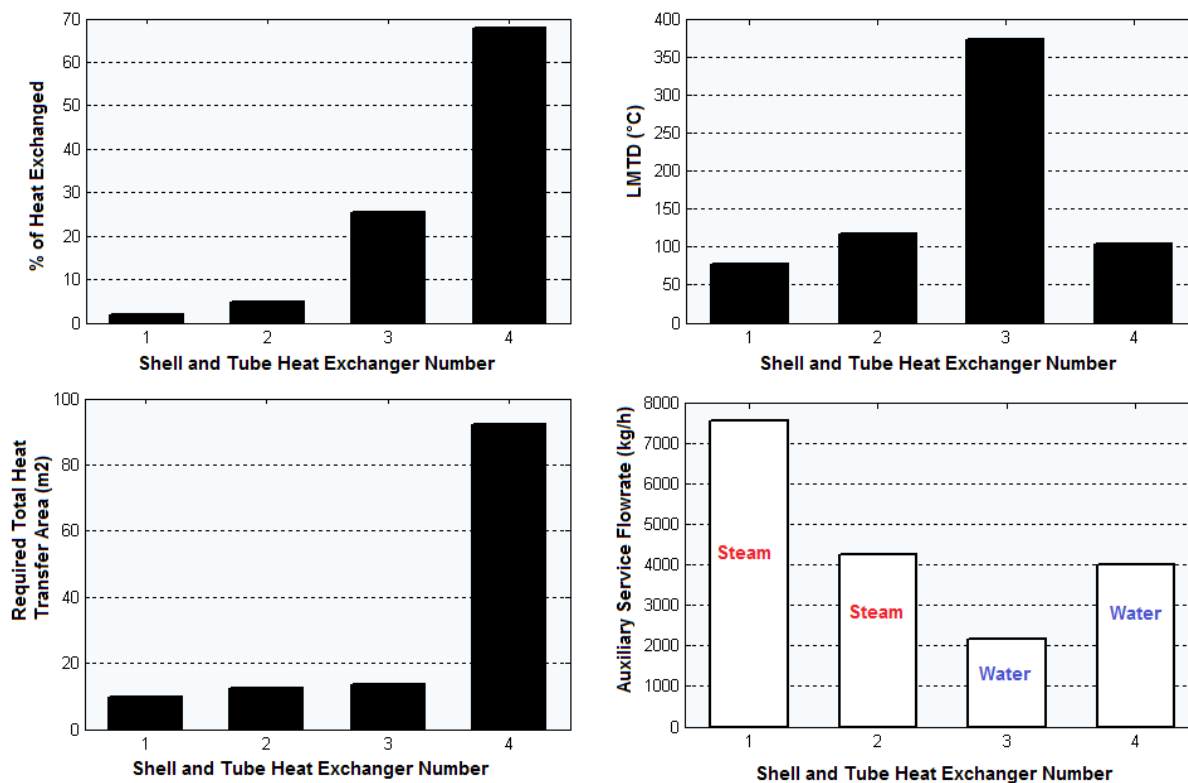 70
60
50
40
30
20
10
0
% of Heat Exchanged
1 2 3 4
Shell and Tube Heat Exchanger Number
400
350
300
250
200
150
100
50
0
LMTD (°C)
1 2 3 4
Shell and Tube Heat Exchanger Number
100
80
60
40
20
0
Required Total Heat
Transfer Area (m2)
1 2 3 4
Shell and Tube Heat Exchanger Number
8000
7000
6000
5000
4000
3000
2000
1000
0
Auxiliary Service Flowrate (kg/h)
Steam
Steam
Water
Water
1 2 3 4
Shell and Tube Heat Exchanger Number